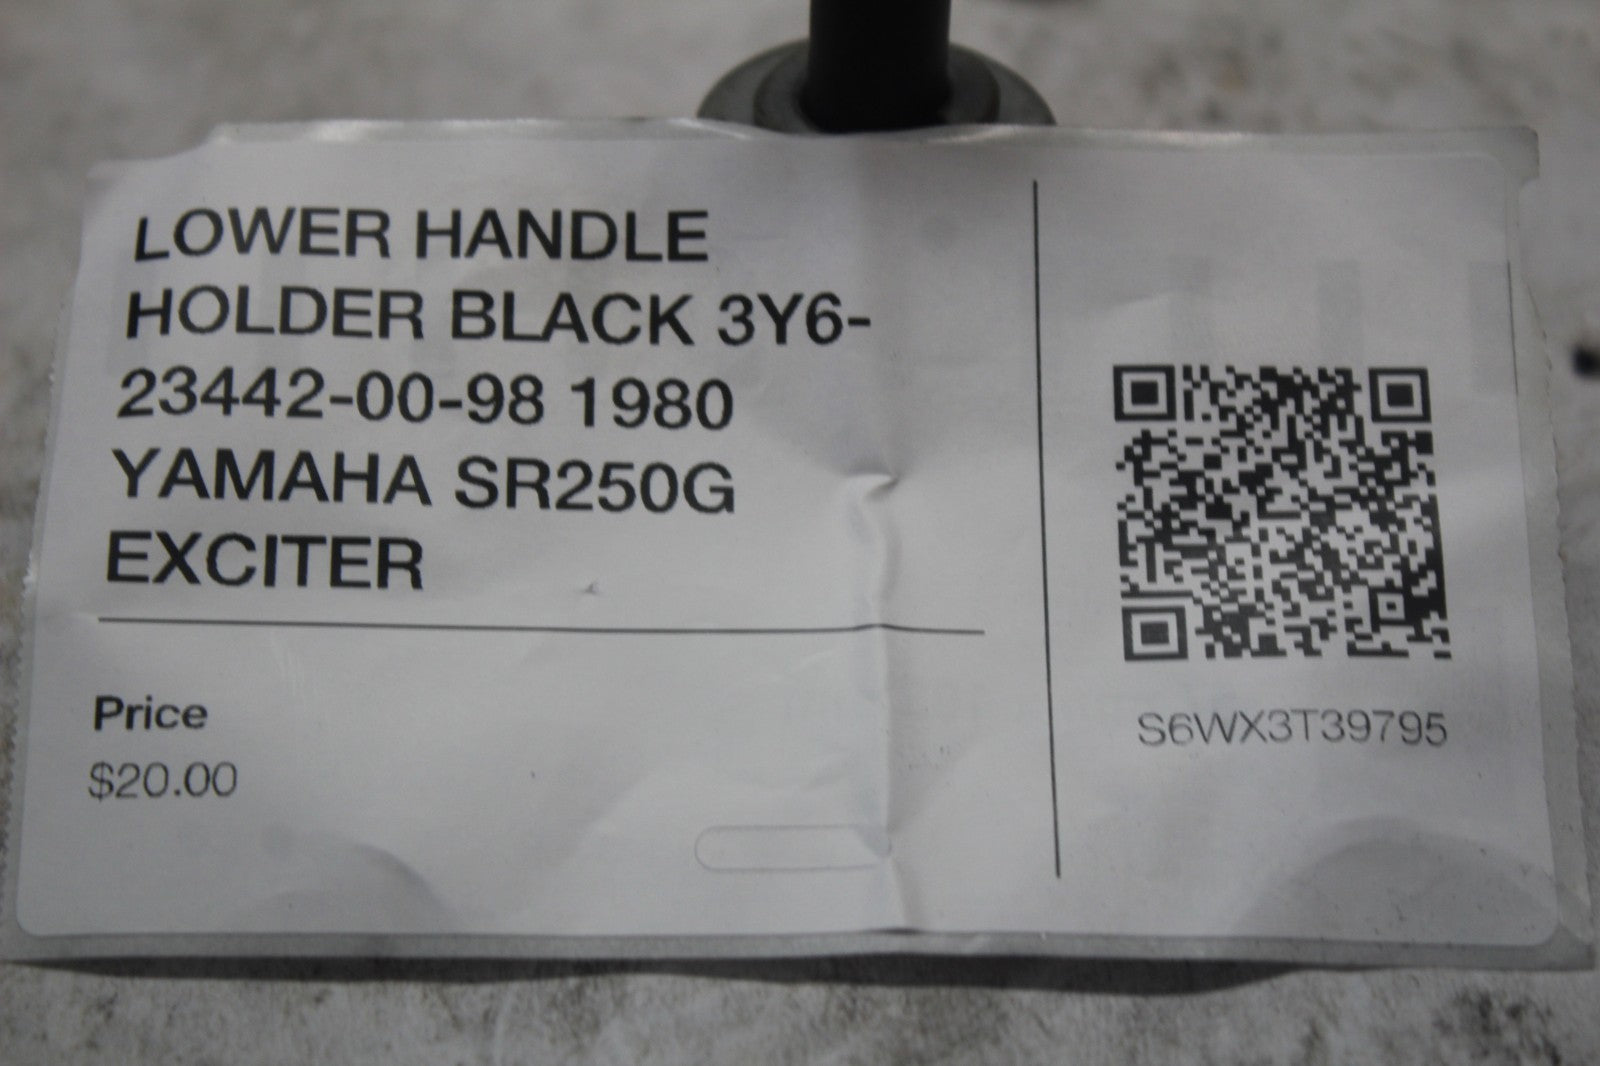 LOWER HANDLE
HOLDER BLACK 3Y6-
23442-00-98 1980
YAMAHA SR250G
EXCITER
Price
$20.00
S6WX3T39795